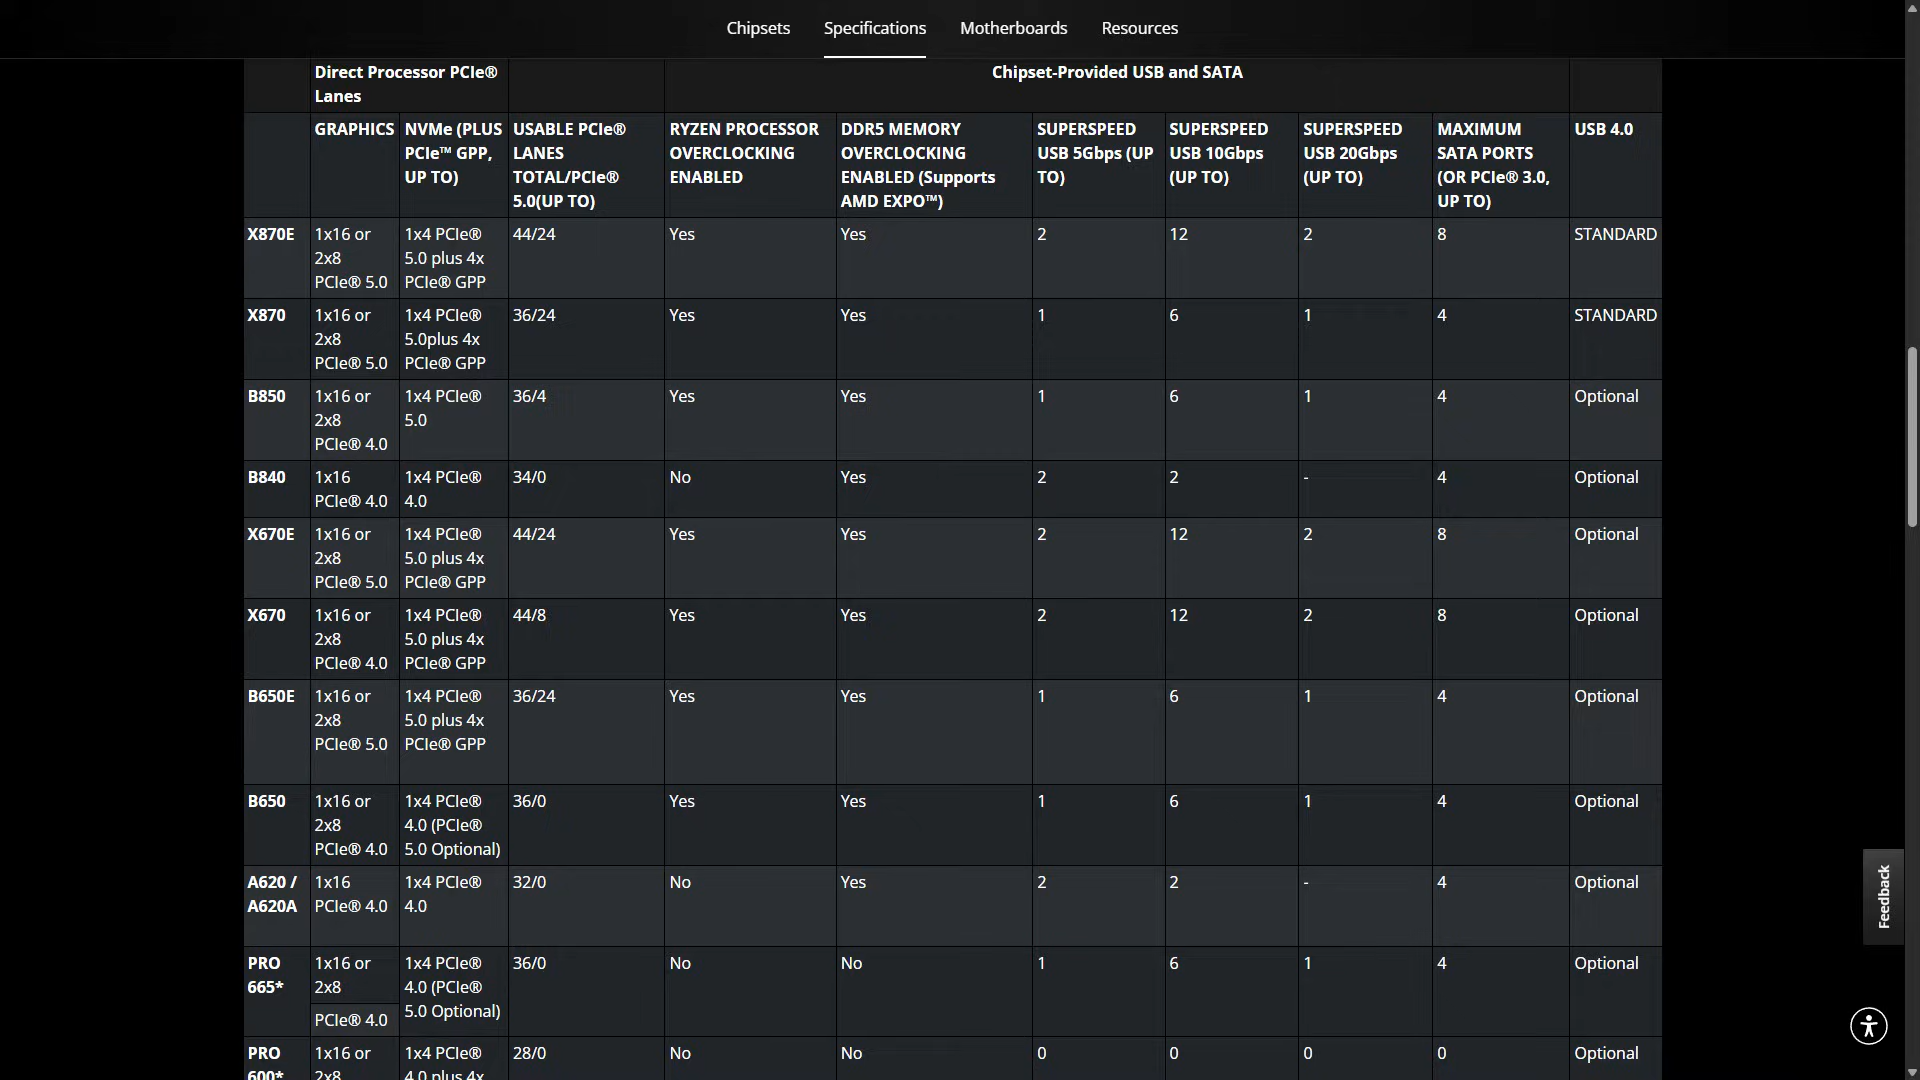 Chipsets Specifications Motherboards Resources
Direct Processor PCIe®
Lanes
Chipset-Provided USB and SATA
GRAPHICS
NVMe (PLUS
PCIe™ GPP,
UP TO)
USABLE PCIe®
LANES
TOTAL/PCIe®
5.0(UP TO)
RYZEN PROCESSOR
OVERCLOCKING
ENABLED
DDR5 MEMORY
OVERCLOCKING
ENABLED (Supports
AMD EXPO™)
SUPERSPEED
USB 5Gbps (UP
TO)
SUPERSPEED
USB 10Gbps
(UP TO)
SUPERSPEED
USB 20Gbps
(UP TO)
MAXIMUM
SATA PORTS
(OR PCIe® 3.0,
UP TO)
USB 4.0
X870E
1x16 or
2x8
PCIe® 5.0
1x4 PCIe®
5.0 plus 4x
PCIe® GPP
44/24
Yes
Yes
2
12
2
8
STANDARD
X870
1x16 or
2x8
PCIe® 5.0
1x4 PCIe®
5.0plus 4x
PCIe® GPP
36/24
Yes
Yes
1
6
1
4
STANDARD
B850
1x16 or
2x8
PCIe® 4.0
1x4 PCIe®
5.0
36/4
Yes
Yes
1
6
1
4
Optional
B840
1x16
PCIe® 4.0
1x4 PCIe®
4.0
34/0
No
Yes
2
2
-
4
Optional
X670E
1x16 or
2x8
PCIe® 5.0
1x4 PCIe®
5.0 plus 4x
PCIe® GPP
44/24
Yes
Yes
2
12
2
8
Optional
X670
1x16 or
2x8
PCIe® 4.0
1x4 PCIe®
5.0 plus 4x
PCIe® GPP
44/8
Yes
Yes
2
12
2
8
Optional
B650E
1x16 or
2x8
PCIe® 5.0
1x4 PCIe®
5.0 plus 4x
PCIe® GPP
36/24
Yes
Yes
1
6
1
4
Optional
B650
1x16 or
2x8
PCIe® 4.0
1x4 PCIe®
4.0 (PCIe®
5.0 Optional)
36/0
Yes
Yes
1
6
1
4
Optional
A620 /
A620A
1x16
PCIe® 4.0
1x4 PCIe®
4.0
32/0
No
Yes
2
2
-
4
Optional
PRO
665*
1x16 or
2x8
PCIe® 4.0
1x4 PCIe®
4.0 (PCIe®
5.0 Optional)
36/0
No
No
1
6
1
4
Optional
PRO
600*
1x16 or
2x8
1x4 PCIe®
4.0 plus 4x
28/0
No
No
0
0
0
0
Optional
Feedback